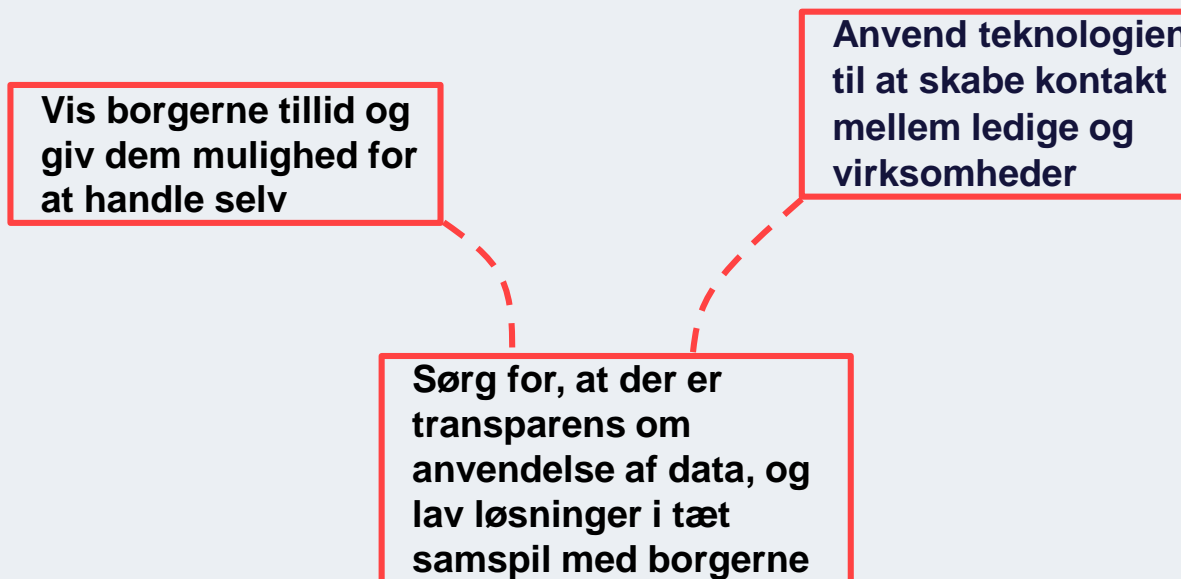 Vis borgerne tillid og
giv dem mulighed for
at handle selv
Anvend teknologien
til at skabe kontakt
mellem ledige og
virksomheder
Sørg for, at der er
transparens om
anvendelse af data, og
lav løsninger i tæt
samspil med borgerne